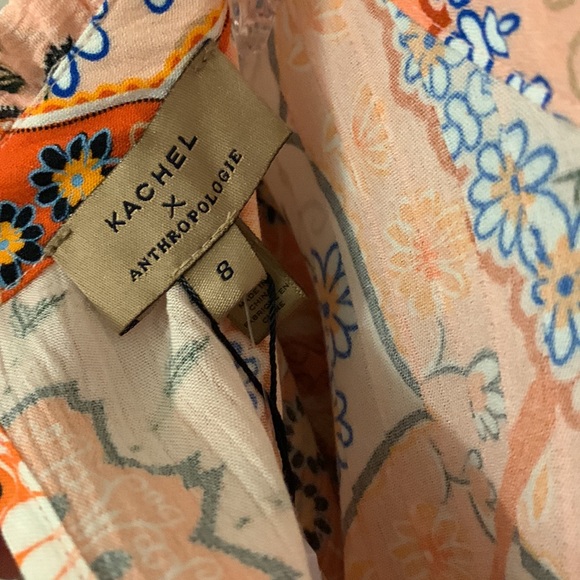 KACHEL
X
ANTHROPOLOGIE
8